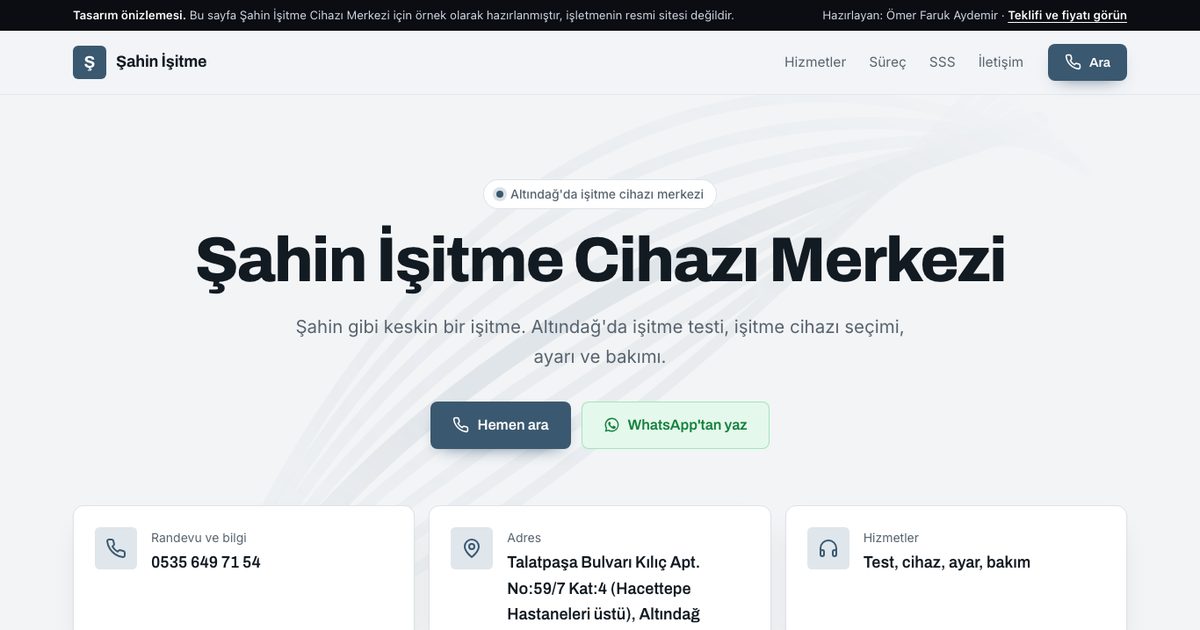 Tasarım önizlemesi. Bu sayfa Şahin İşitme Cihazı Merkezi için örnek olarak hazırlanmıştır, işletmenin resmi sitesi değildir.
Hazırlayan: Ömer Faruk Aydemir · Teklifi ve fiyatı görün
Ş Şahin İşitme
Hizmetler Süreç SSS İletişim Ara
Altındağ'da işitme cihazı merkezi
Şahin İşitme Cihazı Merkezi
Şahin gibi keskin bir işitme. Altındağ'da işitme testi, işitme cihazı seçimi,
ayarı ve bakımı.
Hemen ara
WhatsApp'tan yaz
Randevu ve bilgi
0535 649 71 54
Adres
Talatpaşa Bulvarı Kılıç Apt.
No:59/7 Kat:4 (Hacettepe
Hastaneleri üstü), Altındağ
Hizmetler
Test, cihaz, ayar, bakım